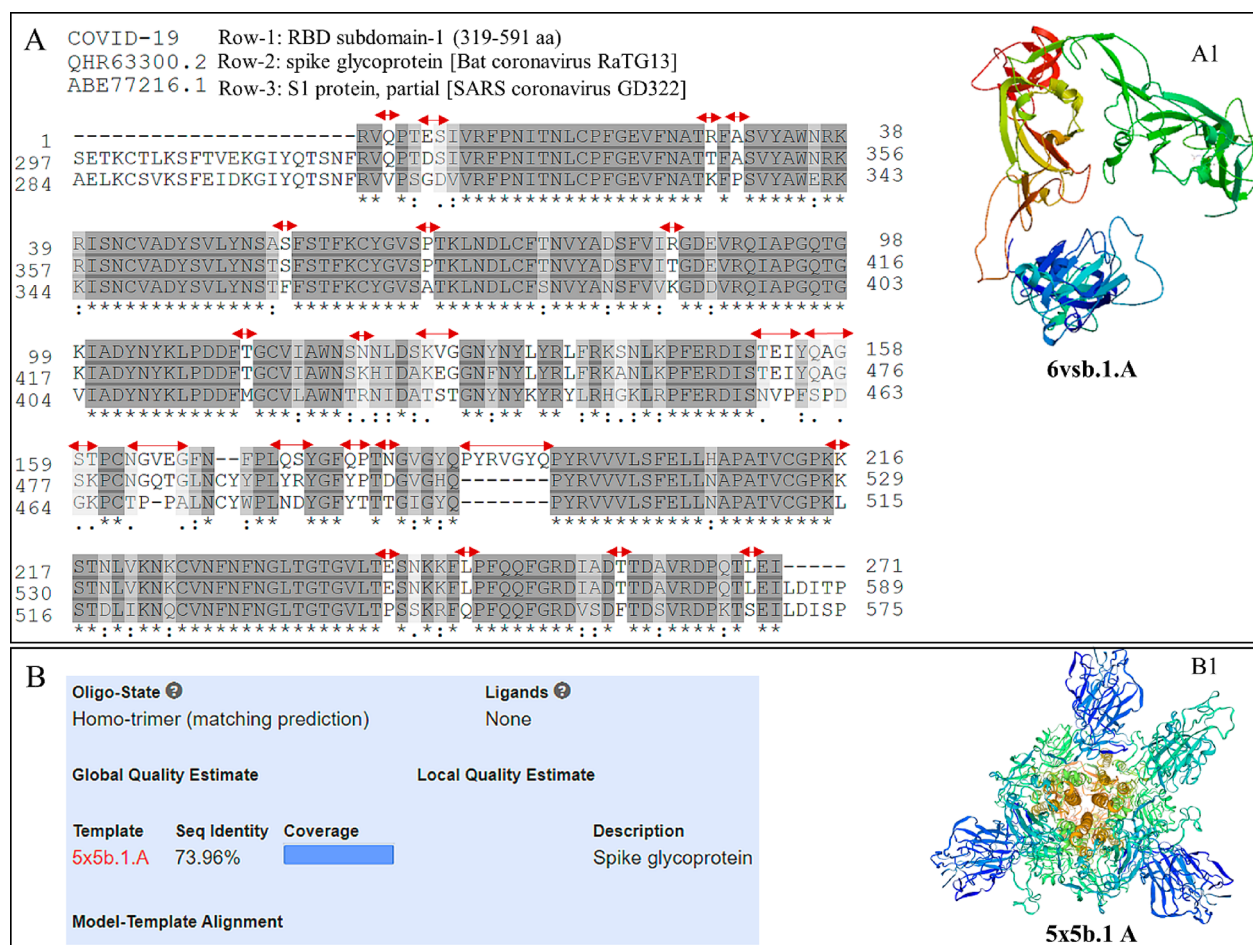 A
COVID-19 Row-1: RBD subdomain-1 (319-591 aa)
QHR63300.2 Row-2: spike glycoprotein [Bat coronavirus RaTG13]
ABE77216.1 Row-3: S1 protein, partial [SARS coronavirus GD322]
1 ----------------------RVQPTESIVRFPNITNLCPFGEVFNATRFASVYAWNRK 38
297 SETKCTLKSFTVEKGIYQTSNFRVQPTDSIVRFPNITNLCPFGEVFNATTFASVYAWNRK 356
284 AELKCSVKSFEIDKGIYQTSNFRVVPSGDVVRFPNITNLCPFGEVFNATKFPSVYAWERK 343
** *: .:****************** * *****.**
39 RISNCVADYSVLYNSASFSTFKCYGVSPTKLNDLCFTNVYADSFVIRGDEVRQIAPGQTG 98
357 RISNCVADYSVLYNSTSFSTFKCYGVSPTKLNDLCFTNVYADSFVITGDEVRQIAPGQTG 416
344 KISNCVADYSVLYNSTFFSTFKCYGVSATKLNDLCFSNVYANSFVVKGDDVRQIAPGQTG 403
:**************: ********** ********:****:***: **:**********
99 KIADYNYKLPDDFTGCVIAWNSNNLDSKVGGNYNYLYRLFRKSNLKPFERDISTEIYQAG 158
417 KIADYNYKLPDDFTGCVIAWNSKHIDAKEGGNFNYLYRLFRKANLKPFERDISTEIYQAG 476
404 VIADYNYKLPDDFMGCVLAWNTRNIDATSTGNYNYKYRYLRHGKLRPFERDISNVPFSPD 463
************ ***:***:.::*:. **:** ** :*:.:*:*******. :. .
159 STPCNGVEGFN--FPLQSYGFQPTNGVGYQPYRVGYQPYRVVVLSFELLHAPATVCGPKK 216
477 SKPCNGQTGLNCYYPLYRYGFYPTDGVGHQ-------PYRVVVLSFELLNAPATVCGPKK 529
464 GKPCTP-PALNCYWPLNDYGFYTTTGIGYQ-------PYRVVVLSFELLNAPATVCGPKL 515
217 STNLVKNKCVNFNFNGLTGTGVLTESNKKFLPFQQFGRDIADTTDAVRDPQTLEI----- 271
530 STNLVKNKCVNFNFNGLTGTGVLTESNKKFLPFQQFGRDIADTTDAVRDPQTLEILDITP 589
516 STDLIKNQCVNFNFNGLTGTGVLTPSSKRFQPFQQFGRDVSDFTDSVRDPKTSEILDISP 575
**:*:**:**************** *.*:* ********::* **:****:* **
A1
6vsb.1.A
B
Oligo-State ? Ligands ?
Homo-trimer (matching prediction) None
Global Quality Estimate Local Quality Estimate
Template Seq Identity Coverage Description
5x5b.1.A 73.96% Spike glycoprotein
Model-Template Alignment
B1
5x5b.1 A